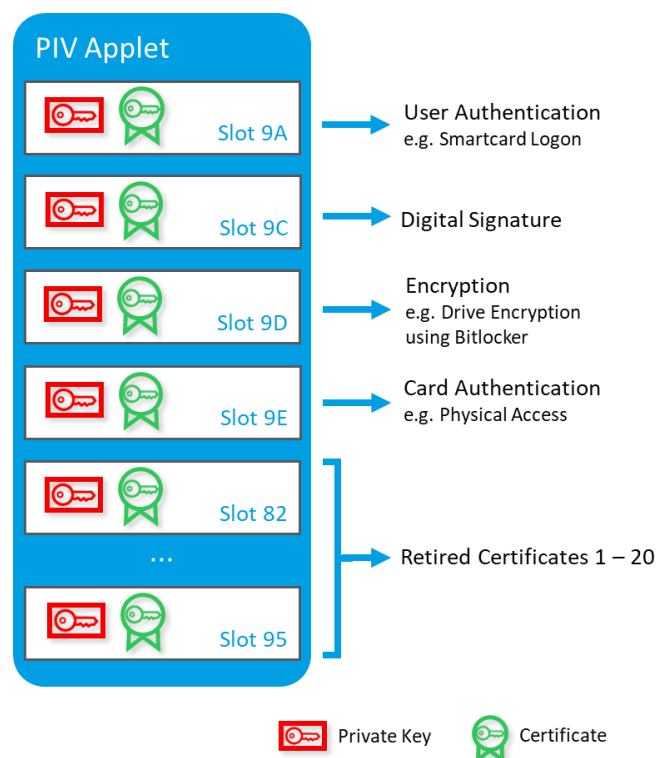 PIV Applet
Slot 9A
User Authentication
e.g. Smartcard Logon
Slot 9C
Digital Signature
Slot 9D
Encryption
e.g. Drive Encryption
using Bitlocker
Slot 9E
Card Authentication
e.g. Physical Access
Slot 82
...
Retired Certificates 1 – 20
Slot 95
Private Key
Certificate